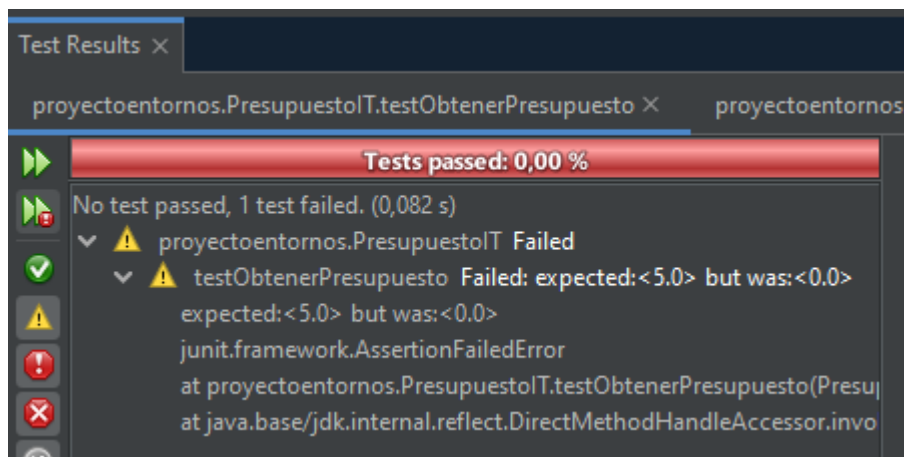 Test Results ×
proyectoentornos.PresupuestoIT.testObtenerPresupuesto × proyectoentornos
Tests passed: 0,00 %
No test passed, 1 test failed. (0,082 s)
proyectoentornos.PresupuestoIT Failed
testObtenerPresupuesto Failed: expected:<5.0> but was:<0.0>
expected:<5.0> but was:<0.0>
junit.framework.AssertionFailedError
at proyectoentornos.PresupuestoIT.testObtenerPresupuesto(Presu
at java.base/jdk.internal.reflect.DirectMethodHandleAccessor.invo